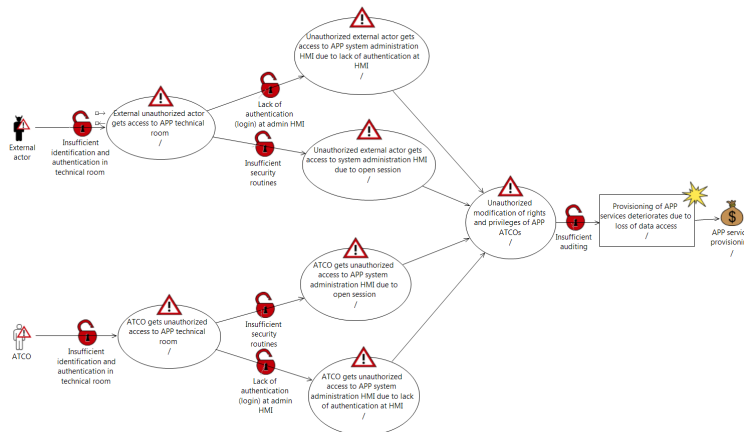 Unauthorized external actor gets
access to APP system administration
HMI due to lack of authentication at
HMI
/
External unauthorized actor
gets access to APP technical
room
/
Lack of
authentication
(login) at admin HMI
External
actor
Insufficient
identification and
authentication in
technical room
Insufficient
security
routines
Unauthorized external actor gets
access to system administration HMI
due to open session
/
Unauthorized
modification of rights
and privileges of APP
ATCOs
/
Insufficient
auditing
Provisioning of APP
services deteriorates due to
loss of data access
/
$
APP servic
provisionin
/
ATCO gets unauthorized
access to APP system
administration HMI due to
open session
/
ATCO gets unauthorized
access to APP technical
room
/
Insufficient
security
routines
ATCO
Insufficient
identification and
authentication in
technical room
Lack of
authentication
(login) at admin
HMI
ATCO gets unauthorized
access to APP system
administration HMI due to lack
of authentication at HMI
/